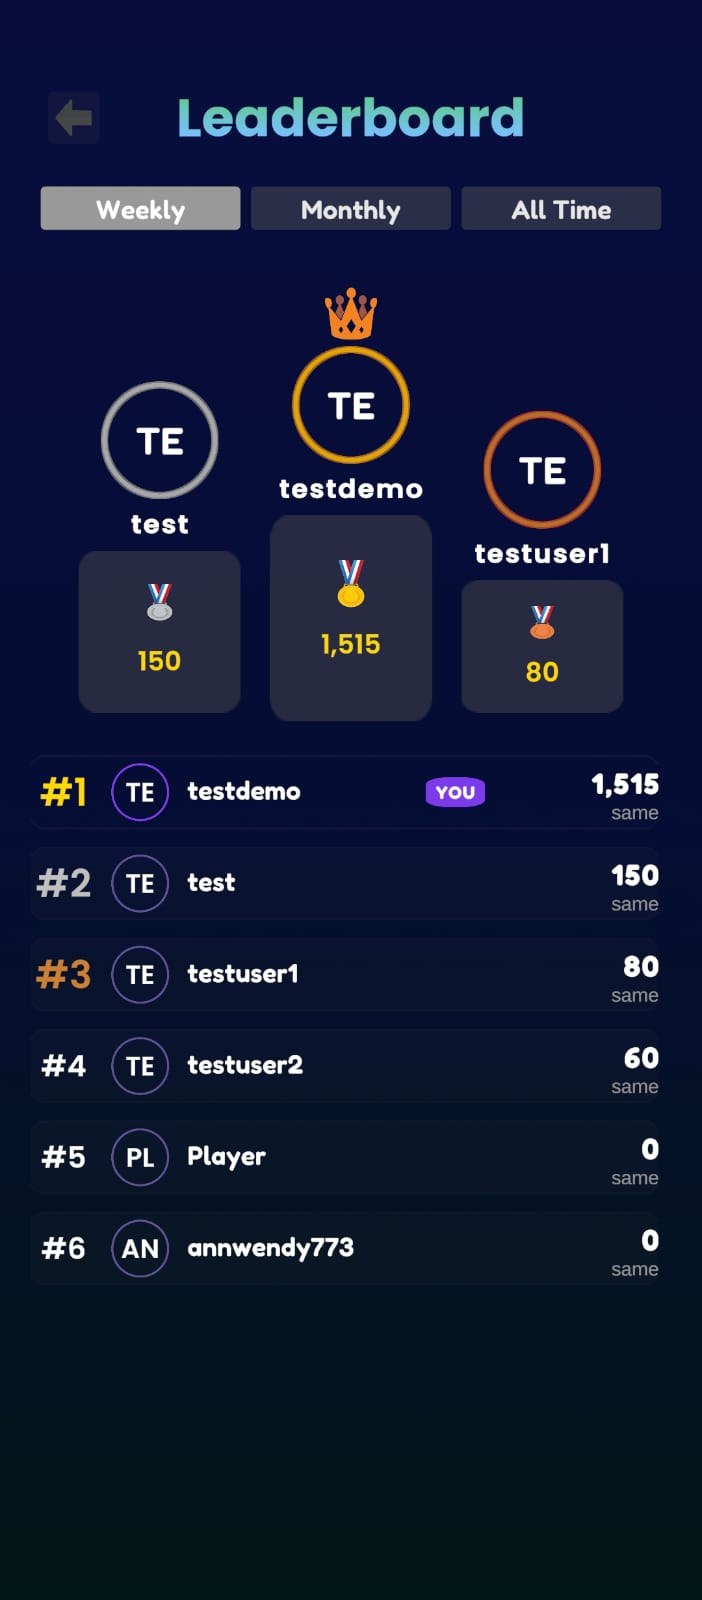 Leaderboard
Weekly Monthly All Time
TE
testdemo
TE
test
TE
testuser1
1,515
150
80
#1 TE testdemo YOU 1,515
same
#2 TE test 150
same
#3 TE testuser1 80
same
#4 TE testuser2 60
same
#5 PL Player 0
same
#6 AN annwendy773 0
same